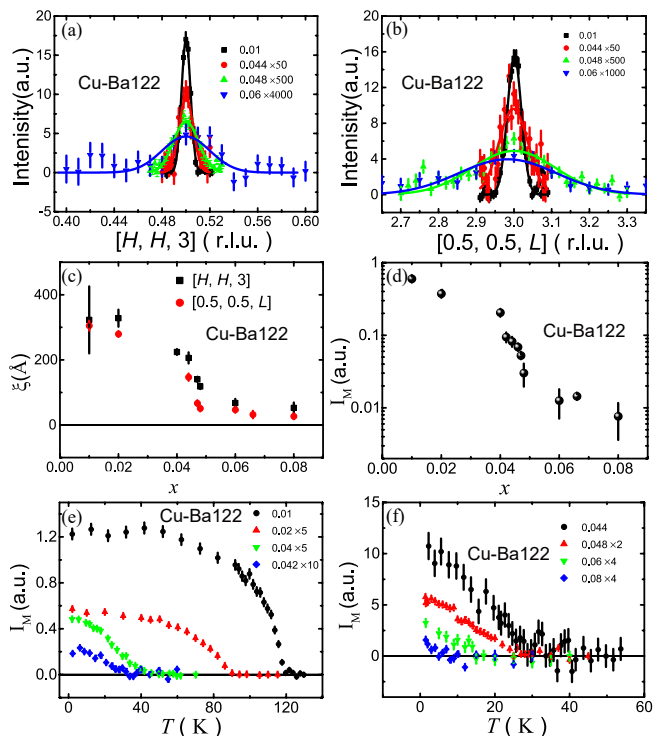 (a)
Cu-Ba122
0.01
0.044 ×50
0.048 ×500
0.06 ×4000
Intenisity(a.u.)
15
10
5
0
-5
0.40 0.44 0.48 0.52 0.56 0.60
[H, H, 3] ( r.l.u. )
(b)
Cu-Ba122
0.01
0.044 ×50
0.048 ×500
0.06 ×1000
Intenisity(a.u.)
20
16
12
8
4
0
2.7 2.8 2.9 3.0 3.1 3.2 3.3
[0.5, 0.5, L] ( r.l.u. )
(c)
[H, H, 3]
[0.5, 0.5, L]
Cu-Ba122
ξ(Å)
400
200
0
0.00 0.02 0.04 0.06 0.08
x
(d)
Cu-Ba122
I_M (a.u.)
1
0.1
0.01
0.00 0.02 0.04 0.06 0.08
x
(e)
Cu-Ba122
0.01
0.02 ×5
0.04 ×5
0.042 ×10
I_M(a.u.)
1.2
0.8
0.4
0.0
0 40 80 120
T ( K )
(f)
Cu-Ba122
0.044
0.048 ×2
0.06 ×4
0.08 ×4
I_M (a.u.)
15
10
5
0
-5
0 20 40 60
T ( K )